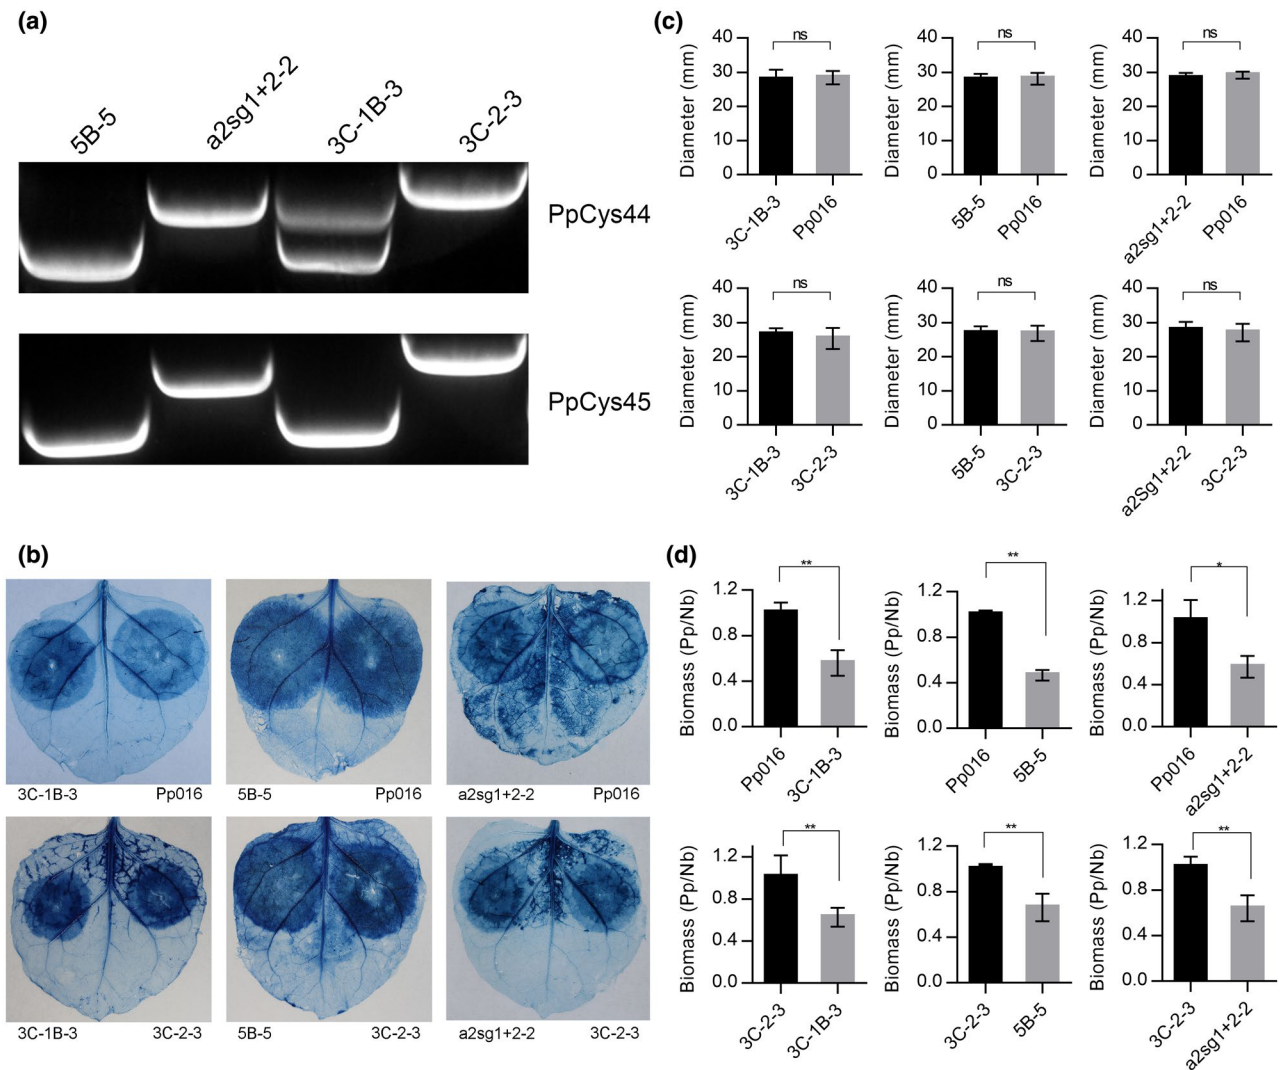 (a)
5B-5 a2sg1+2-2 3C-1B-3 3C-2-3
PpCys44
PpCys45
(b)
3C-1B-3 Pp016
5B-5 Pp016
a2sg1+2-2 Pp016
3C-1B-3 3C-2-3
5B-5 3C-2-3
a2sg1+2-2 3C-2-3
(c)
Diameter (mm)
40
30
20
10
0
ns
3C-1B-3 Pp016
Diameter (mm)
40
30
20
10
0
ns
5B-5 Pp016
Diameter (mm)
40
30
20
10
0
ns
a2sg1+2-2 Pp016
Diameter (mm)
40
30
20
10
0
ns
3C-1B-3 3C-2-3
Diameter (mm)
40
30
20
10
0
ns
5B-5 3C-2-3
Diameter (mm)
40
30
20
10
0
ns
a2Sg1+2-2 3C-2-3
(d)
Biomass (Pp/Nb)
1.2
0.8
0.4
0.0
**
Pp016 3C-1B-3
Biomass (Pp/Nb)
1.2
0.8
0.4
0.0
**
Pp016 5B-5
Biomass (Pp/Nb)
1.2
0.8
0.4
0.0
*
Pp016 a2sg1+2-2
Biomass (Pp/Nb)
1.2
0.8
0.4
0.0
**
3C-2-3 3C-1B-3
Biomass (Pp/Nb)
1.2
0.8
0.4
0.0
**
3C-2-3 5B-5
Biomass (Pp/Nb)
1.2
0.8
0.4
0.0
**
3C-2-3 a2sg1+2-2